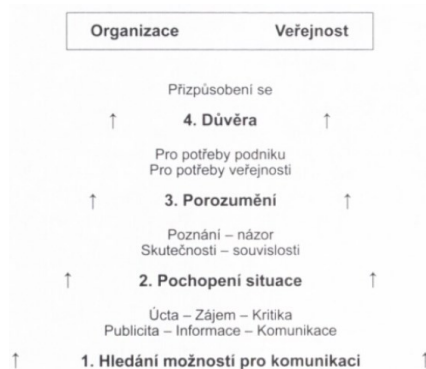 Organizace Veřejnost
Přizpůsobení se
↑ 4. Důvěra ↑
Pro potřeby podniku
Pro potřeby veřejnosti
↑ 3. Porozumění ↑
Poznání – názor
Skutečnosti – souvislosti
↑ 2. Pochopení situace ↑
Úcta – Zájem – Kritika
Publicita – Informace – Komunikace
↑ 1. Hledání možností pro komunikaci ↑